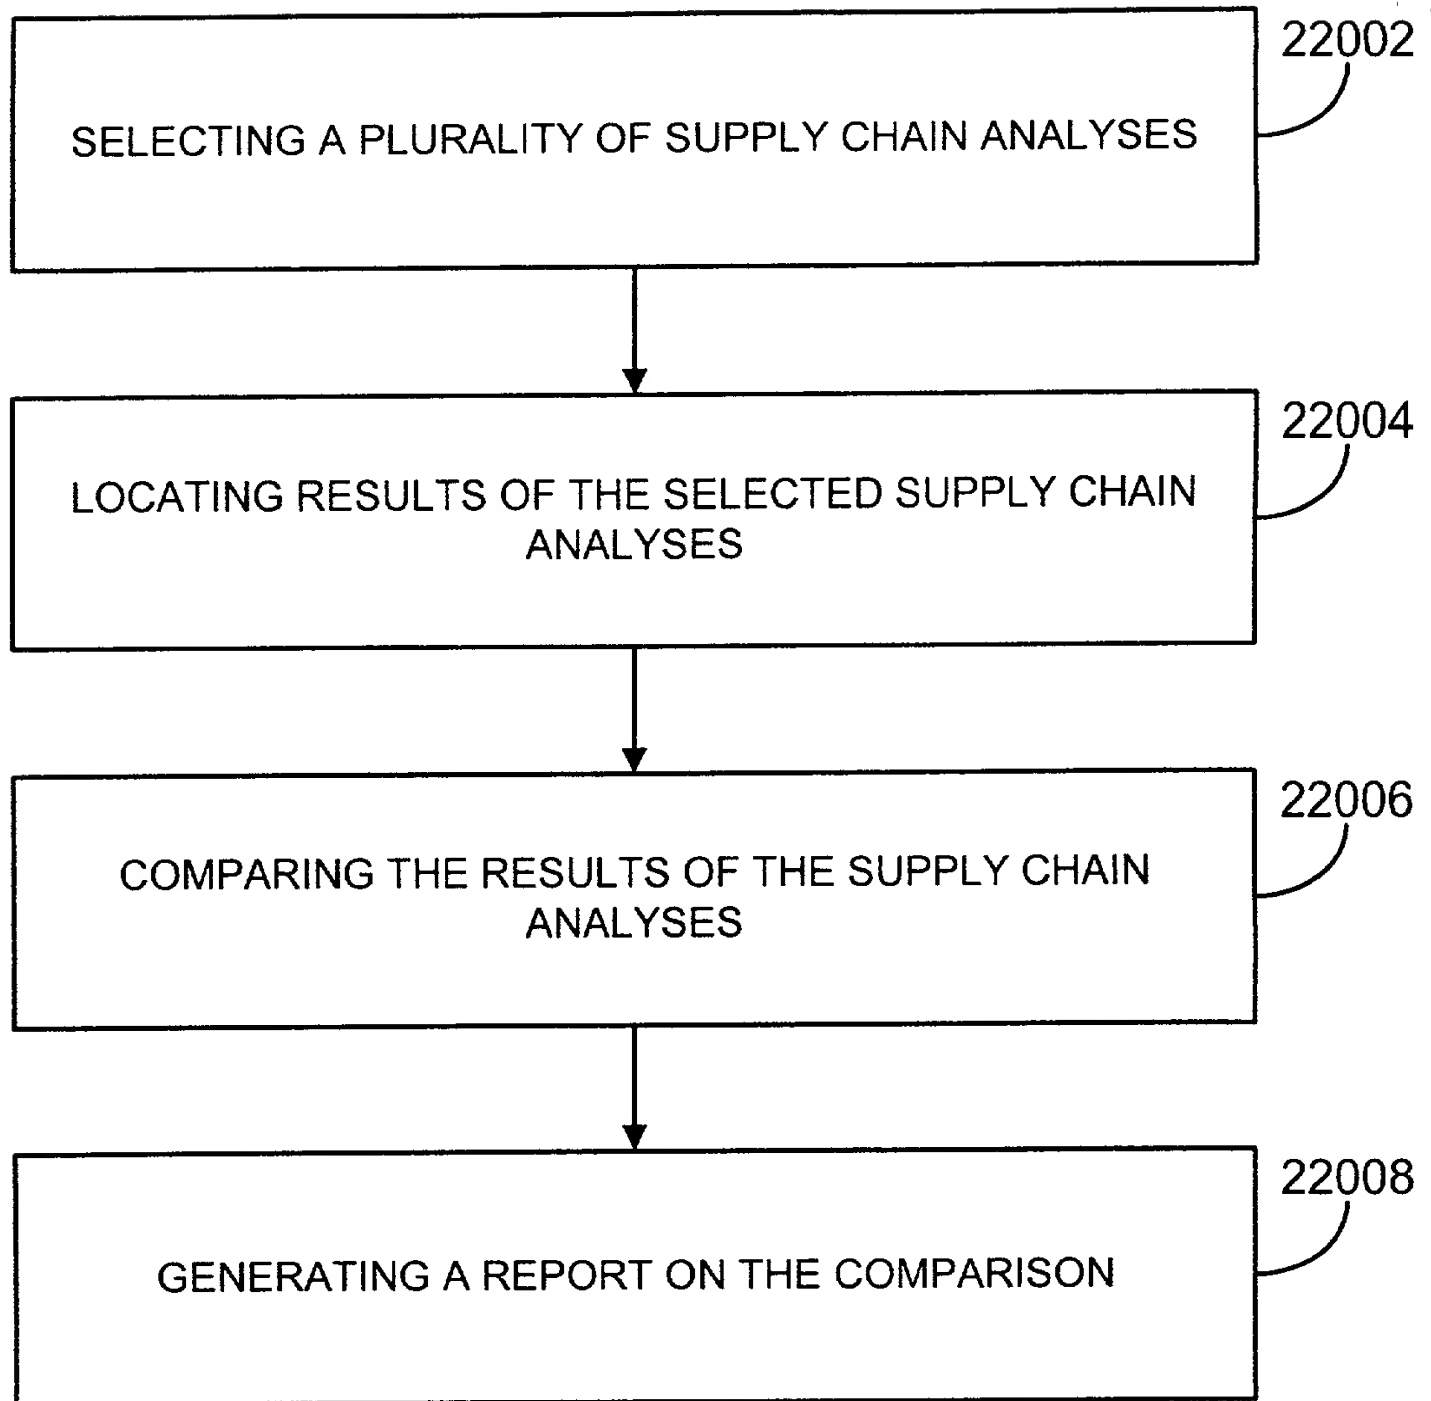 22002
SELECTING A PLURALITY OF SUPPLY CHAIN ANALYSES
22004
LOCATING RESULTS OF THE SELECTED SUPPLY CHAIN
ANALYSES
22006
COMPARING THE RESULTS OF THE SUPPLY CHAIN
ANALYSES
22008
GENERATING A REPORT ON THE COMPARISON